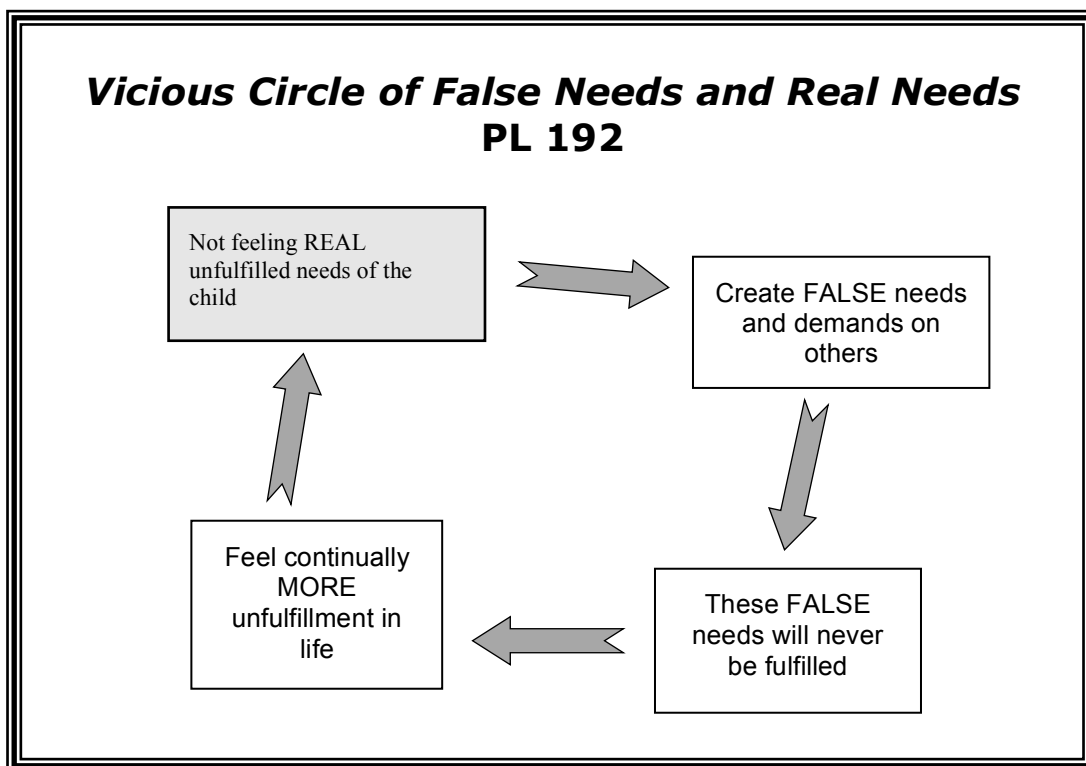 Vicious Circle of False Needs and Real Needs
PL 192
Not feeling REAL
unfulfilled needs of the
child
Create FALSE needs
and demands on
others
These FALSE
needs will never
be fulfilled
Feel continually
MORE
unfulfillment in
life